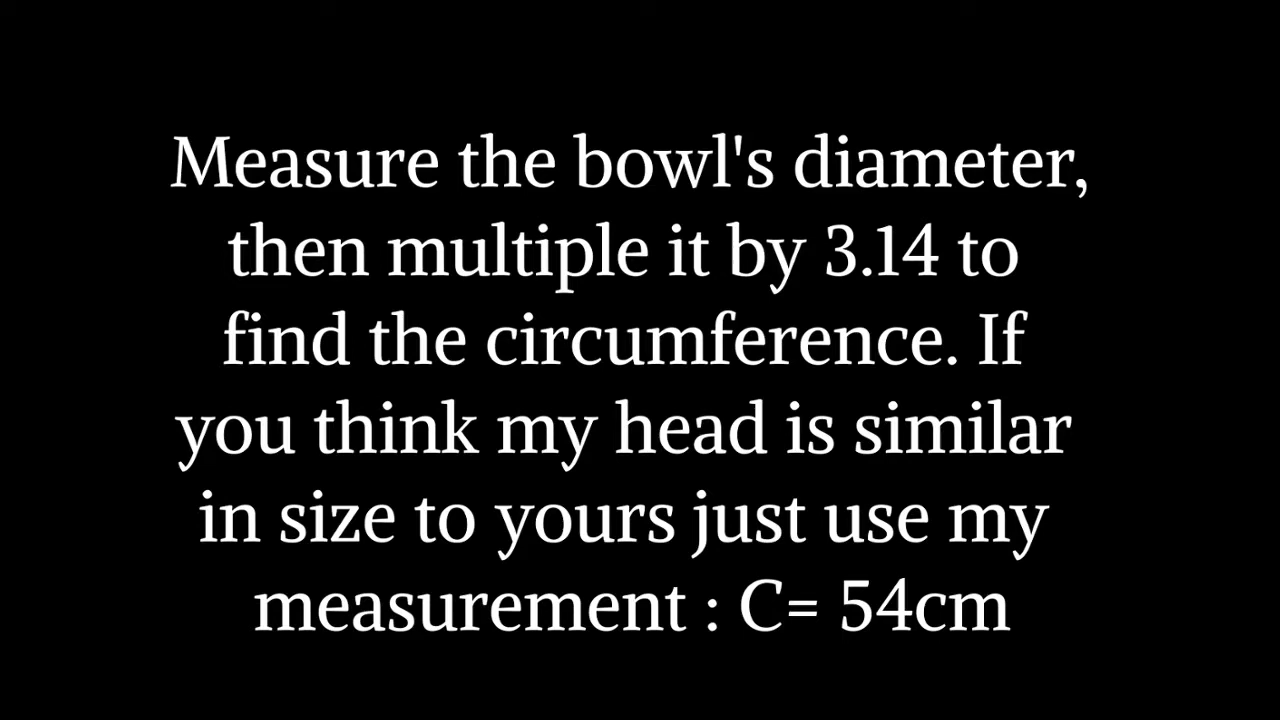 Measure the bowl's diameter,
then multiple it by 3.14 to
find the circumference. If
you think my head is similar
in size to yours just use my
measurement : C= 54cm